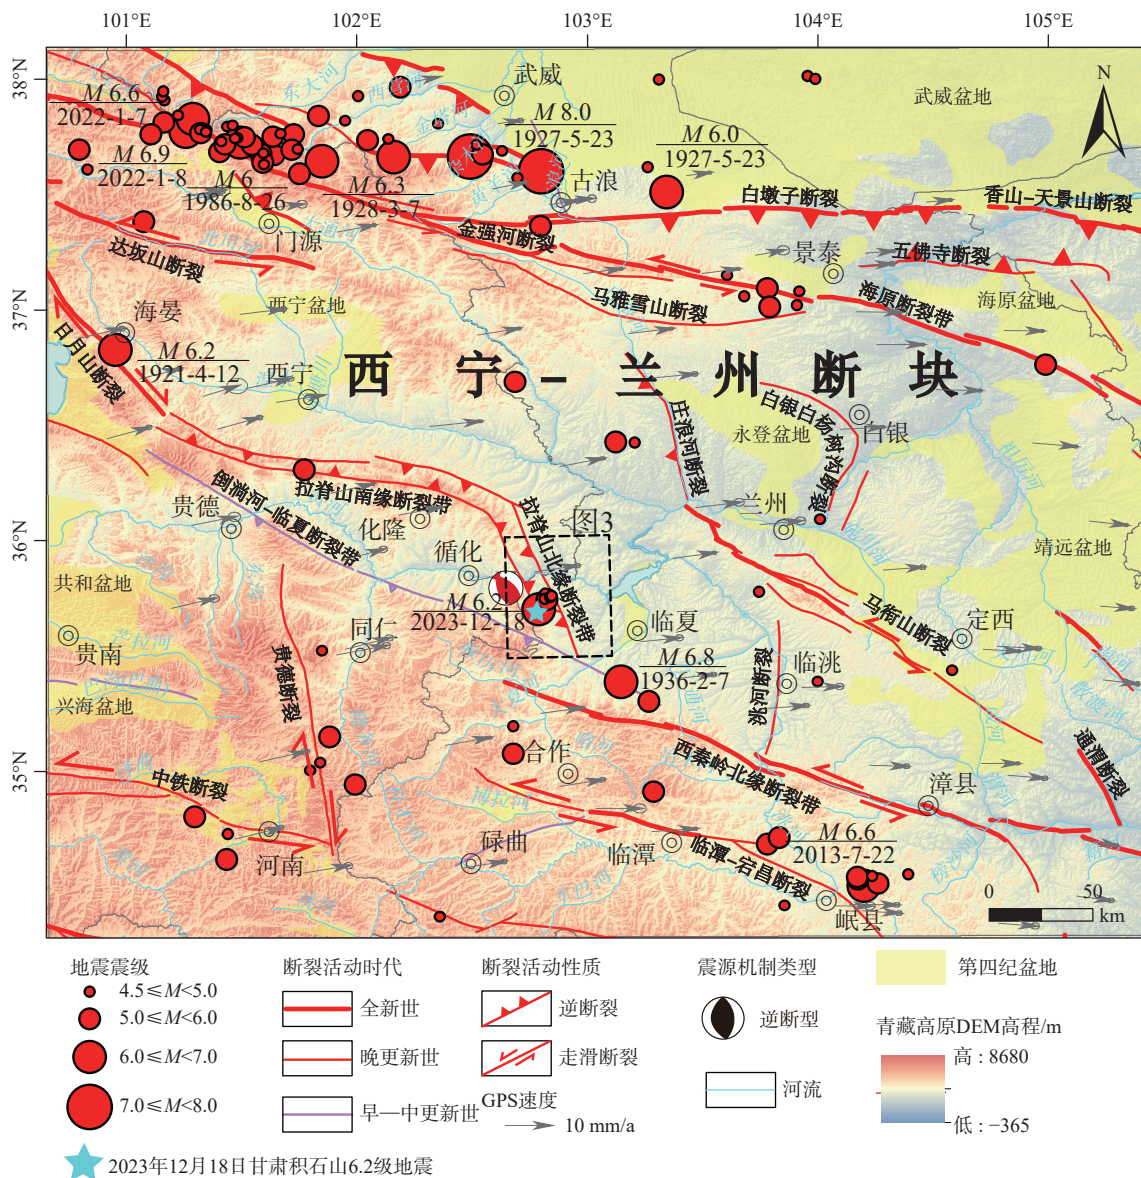 101°E
102°E
103°E
104°E
105°E
38°N
37°N
36°N
35°N
N
武威
武威盆地
东大河
西营河
金塔河
M 6.6
2022-1-7
M 8.0
1927-5-23
M 6.0
1927-5-23
M 6.9
2022-1-8
M 6
1986-8-26
M 6.3
1928-3-7
古浪
白墩子断裂
香山–天景山断裂
门源
金强河断裂
达坂山断裂
景泰
五佛寺断裂
海晏
西宁盆地
马雅雪山断裂
海原断裂带
海原盆地
日月山断裂
M 6.2
1921-4-12
西宁
西宁–兰州断块
庄浪河断裂
永登盆地
白银白杨树沟断裂
白银
祖厉河
拉脊山南缘断裂带
倒淌河–临夏断裂带
贵德
化隆
拉脊山北缘断裂带
图3
兰州
循化
靖远盆地
共和盆地
M 6.2
2023-12-18
临夏
马衔山断裂
定西
贵南
同仁
M 6.8
1936-2-7
临洮
洮河断裂
兴海盆地
贵德断裂
合作
西秦岭北缘断裂带
通渭断裂
中铁断裂
漳县
博拉河
碌曲
临潭
M 6.6
2013-7-22
河南
临潭–宕昌断裂
岷县
0
50
km
地震震级
4.5≤M<5.0
5.0≤M<6.0
6.0≤M<7.0
7.0≤M<8.0
2023年12月18日甘肃积石山6.2级地震
断裂活动时代
全新世
晚更新世
早—中更新世
断裂活动性质
逆断裂
走滑断裂
GPS速度
10 mm/a
震源机制类型
逆断型
河流
第四纪盆地
青藏高原DEM高程/m
高 : 8680
低 : −365